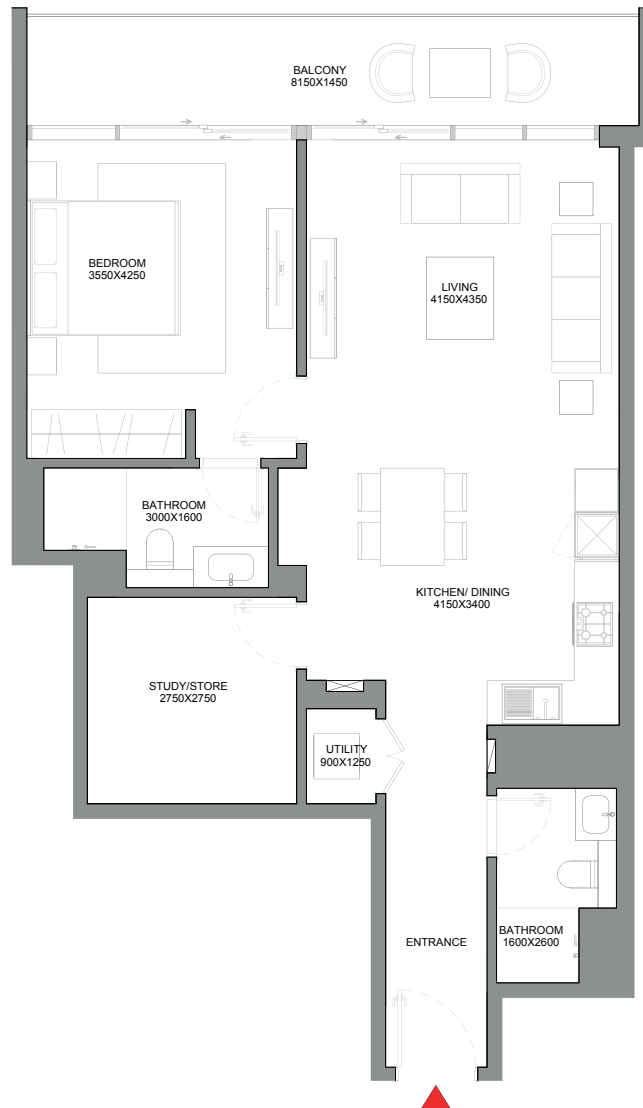 BALCONY
8150X1450
BEDROOM
3550X4250
LIVING
4150X4350
BATHROOM
3000X1600
KITCHEN/ DINING
4150X3400
STUDY/STORE
2750X2750
UTILITY
900X1250
BATHROOM
1600X2600
ENTRANCE